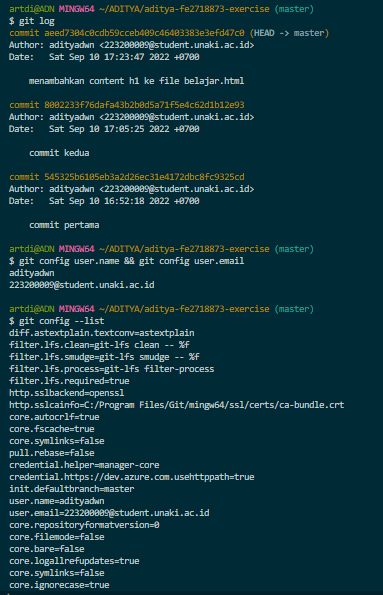 artdi@ADN MINGW64 ~/ADITYA/aditya-fe2718873-exercise (master)
$ git log
commit aeed7304c0cdb59cceb409c46403383e3efd47c0 (HEAD -> master)
Author: adityadwn <223200009@student.unaki.ac.id>
Date:   Sat Sep 10 17:23:47 2022 +0700

    menambahkan content h1 ke file belajar.html

commit 8002233f76dafa43b2b0d5a71f5e4c62d1b12e93
Author: adityadwn <223200009@student.unaki.ac.id>
Date:   Sat Sep 10 17:05:25 2022 +0700

    commit kedua

commit 545325b6105eb3a2d26ec31e4172dbc8fc9325cd
Author: adityadwn <223200009@student.unaki.ac.id>
Date:   Sat Sep 10 16:52:18 2022 +0700

    commit pertama

artdi@ADN MINGW64 ~/ADITYA/aditya-fe2718873-exercise (master)
$ git config user.name && git config user.email
adityadwn
223200009@student.unaki.ac.id

artdi@ADN MINGW64 ~/ADITYA/aditya-fe2718873-exercise (master)
$ git config --list
diff.astextplain.textconv=astextplain
filter.lfs.clean=git-lfs clean -- %f
filter.lfs.smudge=git-lfs smudge -- %f
filter.lfs.process=git-lfs filter-process
filter.lfs.required=true
http.sslbackend=openssl
http.sslcainfo=C:/Program Files/Git/mingw64/ssl/certs/ca-bundle.crt
core.autocrlf=true
core.fscache=true
core.symlinks=false
pull.rebase=false
credential.helper=manager-core
credential.https://dev.azure.com.usehttppath=true
init.defaultbranch=master
user.name=adityadwn
user.email=223200009@student.unaki.ac.id
core.repositoryformatversion=0
core.filemode=false
core.bare=false
core.logallrefupdates=true
core.symlinks=false
core.ignorecase=true